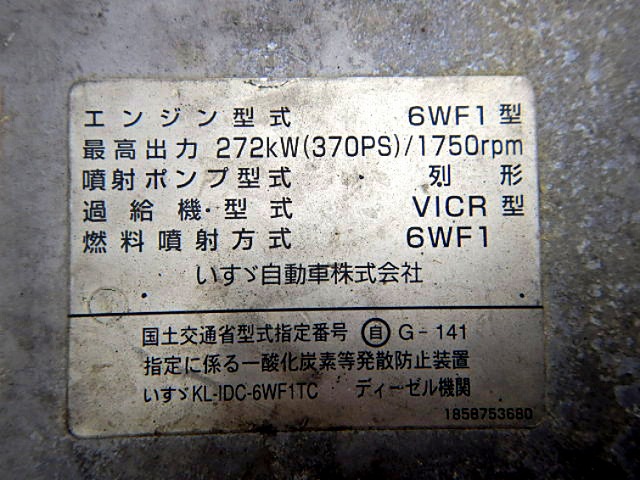 エンジン型式 6WF1型
最高出力 272kW(370PS)/1750rpm
噴射ポンプ型式 列形
過給機型式 VICR型
燃料噴射方式 6WF1
いすゞ自動車株式会社
国土交通省型式指定番号 自 G-141
指定に係る一酸化炭素等発散防止装置
いすゞKL-IDC-6WF1TC ディーゼル機関
1858753680